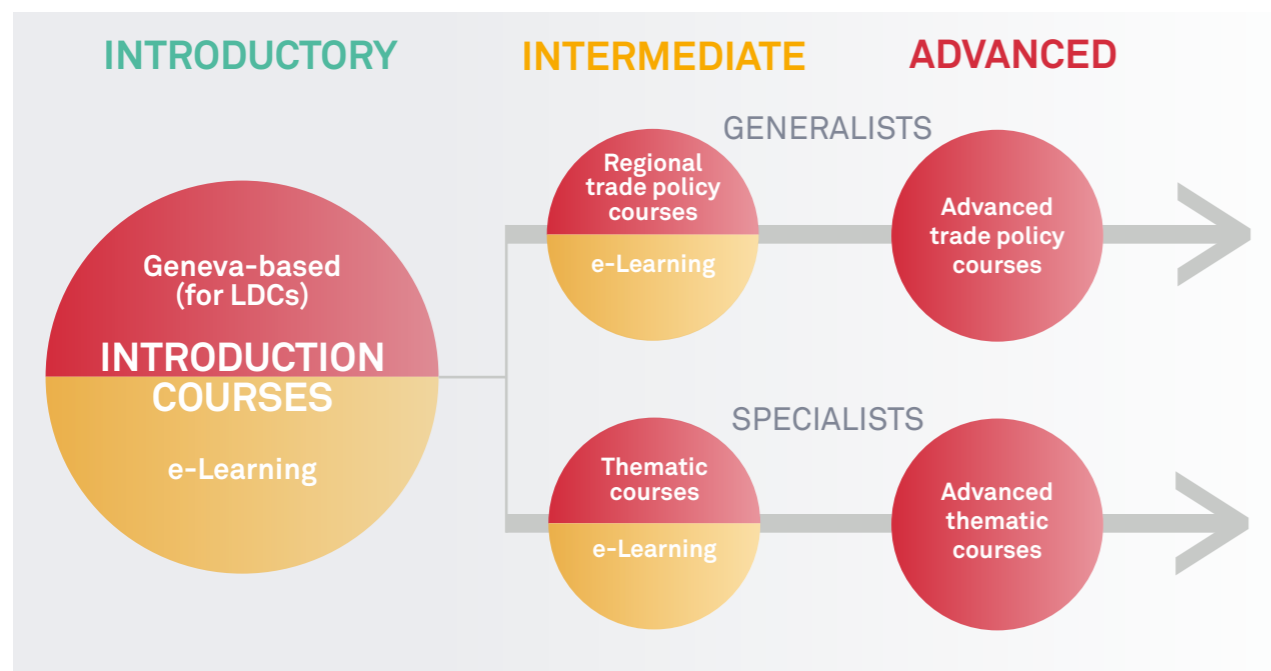 INTRODUCTORY
INTERMEDIATE
ADVANCED
Geneva-based
(for LDCs)
INTRODUCTION
COURSES
e-Learning
GENERALISTS
Regional
trade policy
courses
e-Learning
Advanced
trade policy
courses
SPECIALISTS
Thematic
courses
e-Learning
Advanced
thematic
courses